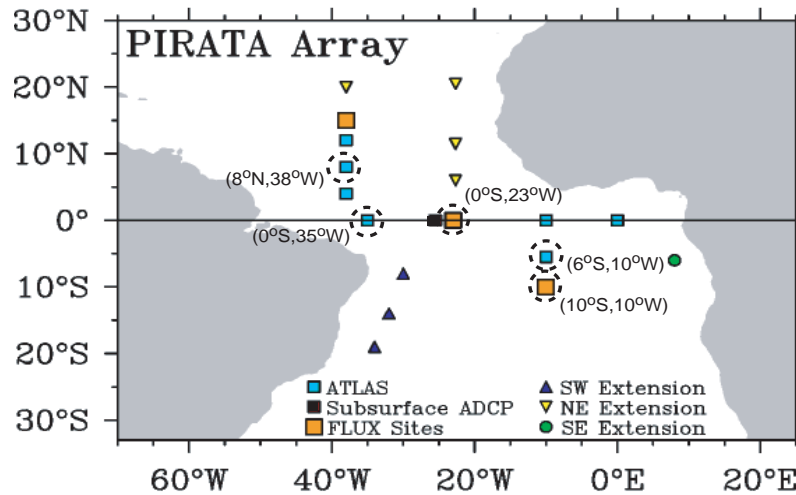 30°N
PIRATA Array
20°N
10°N
(8°N,38°W)
(0°S,23°W)
0°
(0°S,35°W)
(6°S,10°W)
10°S
(10°S,10°W)
20°S
ATLAS
SW Extension
Subsurface ADCP
NE Extension
30°S
FLUX Sites
SE Extension
60°W 40°W 20°W 0°E 20°E